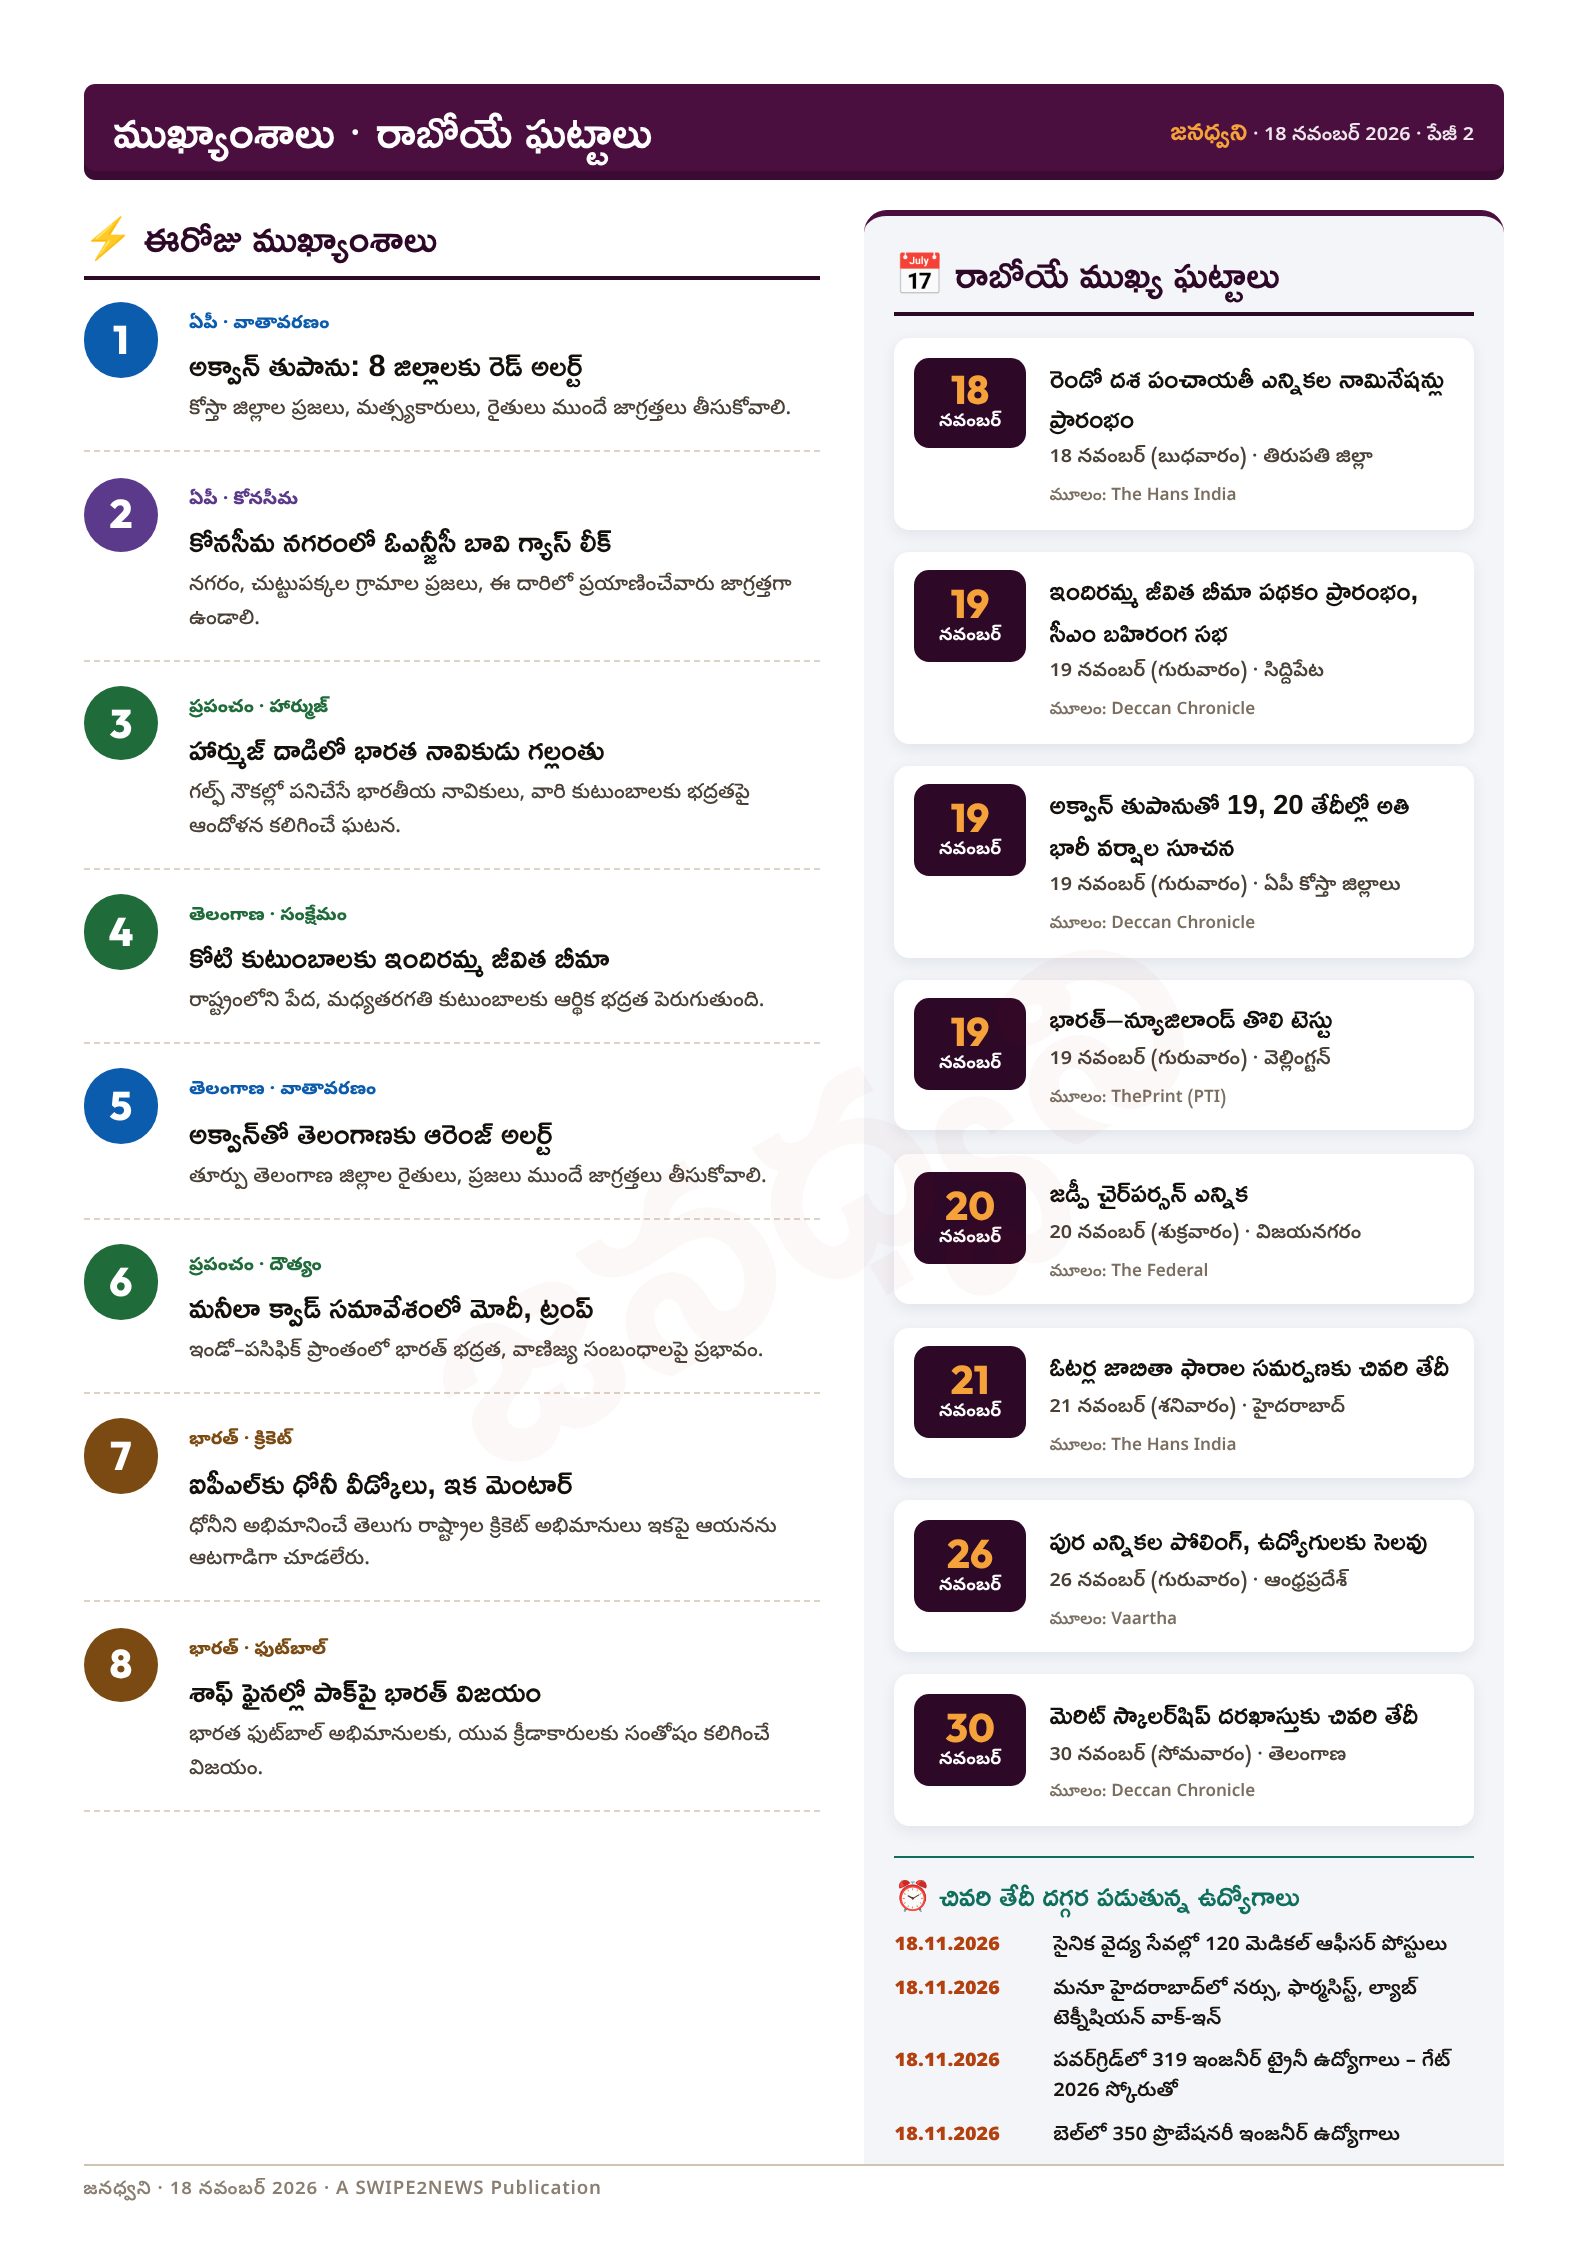 ముఖ్యాంశాలు · రాబోయే ఘట్టాలు
జనధ్వని · 18 నవంబర్ 2026 · పేజీ 2
⚡ ఈరోజు ముఖ్యాంశాలు
1
ఏపీ · వాతావరణం
అక్వాన్ తుపాను: 8 జిల్లాలకు రెడ్ అలర్ట్
కోస్తా జిల్లాల ప్రజలు, మత్స్యకారులు, రైతులు ముందే జాగ్రత్తలు తీసుకోవాలి.
2
ఏపీ · కోనసీమ
కోనసీమ నగరంలో ఓఎన్జీసీ బావి గ్యాస్ లీక్
నగరం, చుట్టుపక్కల గ్రామాల ప్రజలు, ఈ దారిలో ప్రయాణించేవారు జాగ్రత్తగా
ఉండాలి.
3
ప్రపంచం · హార్ముజ్
హార్ముజ్ దాడిలో భారత నావికుడు గల్లంతు
గల్ఫ్ నౌకల్లో పనిచేసే భారతీయ నావికులు, వారి కుటుంబాలకు భద్రతపై
ఆందోళన కలిగించే ఘటన.
4
తెలంగాణ · సంక్షేమం
కోటి కుటుంబాలకు ఇందిరమ్మ జీవిత బీమా
రాష్ట్రంలోని పేద, మధ్యతరగతి కుటుంబాలకు ఆర్థిక భద్రత పెరుగుతుంది.
5
తెలంగాణ · వాతావరణం
అక్వాన్‌తో తెలంగాణకు ఆరెంజ్ అలర్ట్
తూర్పు తెలంగాణ జిల్లాల రైతులు, ప్రజలు ముందే జాగ్రత్తలు తీసుకోవాలి.
6
ప్రపంచం · దౌత్యం
మనీలా క్వాడ్ సమావేశంలో మోదీ, ట్రంప్
ఇండో–పసిఫిక్ ప్రాంతంలో భారత్ భద్రత, వాణిజ్య సంబంధాలపై ప్రభావం.
7
భారత్ · క్రికెట్
ఐపీఎల్‌కు ధోనీ వీడ్కోలు, ఇక మెంటార్
ధోనీని అభిమానించే తెలుగు రాష్ట్రాల క్రికెట్ అభిమానులు ఇకపై ఆయనను
ఆటగాడిగా చూడలేరు.
8
భారత్ · ఫుట్‌బాల్
శాఫ్ ఫైనల్లో పాక్‌పై భారత్ విజయం
భారత ఫుట్‌బాల్ అభిమానులకు, యువ క్రీడాకారులకు సంతోషం కలిగించే
విజయం.
📅 రాబోయే ముఖ్య ఘట్టాలు
18
నవంబర్
రెండో దశ పంచాయతీ ఎన్నికల నామినేషన్లు
ప్రారంభం
18 నవంబర్ (బుధవారం) · తిరుపతి జిల్లా
మూలం: The Hans India
19
నవంబర్
ఇందిరమ్మ జీవిత బీమా పథకం ప్రారంభం,
సీఎం బహిరంగ సభ
19 నవంబర్ (గురువారం) · సిద్దిపేట
మూలం: Deccan Chronicle
19
నవంబర్
అక్వాన్ తుపానుతో 19, 20 తేదీల్లో అతి
భారీ వర్షాల సూచన
19 నవంబర్ (గురువారం) · ఏపీ కోస్తా జిల్లాలు
మూలం: Deccan Chronicle
19
నవంబర్
భారత్–న్యూజిలాండ్ తొలి టెస్టు
19 నవంబర్ (గురువారం) · వెల్లింగ్టన్
మూలం: ThePrint (PTI)
20
నవంబర్
జడ్పీ చైర్‌పర్సన్ ఎన్నిక
20 నవంబర్ (శుక్రవారం) · విజయనగరం
మూలం: The Federal
21
నవంబర్
ఓటర్ల జాబితా ఫారాల సమర్పణకు చివరి తేదీ
21 నవంబర్ (శనివారం) · హైదరాబాద్
మూలం: The Hans India
26
నవంబర్
పుర ఎన్నికల పోలింగ్, ఉద్యోగులకు సెలవు
26 నవంబర్ (గురువారం) · ఆంధ్రప్రదేశ్
మూలం: Vaartha
30
నవంబర్
మెరిట్ స్కాలర్‌షిప్ దరఖాస్తుకు చివరి తేదీ
30 నవంబర్ (సోమవారం) · తెలంగాణ
మూలం: Deccan Chronicle
⏰ చివరి తేదీ దగ్గర పడుతున్న ఉద్యోగాలు
18.11.2026 సైనిక వైద్య సేవల్లో 120 మెడికల్ ఆఫీసర్ పోస్టులు
18.11.2026 మనూ హైదరాబాద్‌లో నర్సు, ఫార్మసిస్ట్, ల్యాబ్
టెక్నీషియన్ వాక్-ఇన్
18.11.2026 పవర్‌గ్రిడ్‌లో 319 ఇంజనీర్ ట్రైనీ ఉద్యోగాలు – గేట్
2026 స్కోరుతో
18.11.2026 బెల్‌లో 350 ప్రొబేషనరీ ఇంజనీర్ ఉద్యోగాలు
జనధ్వని · 18 నవంబర్ 2026 · A SWIPE2NEWS Publication
జనధ్వని